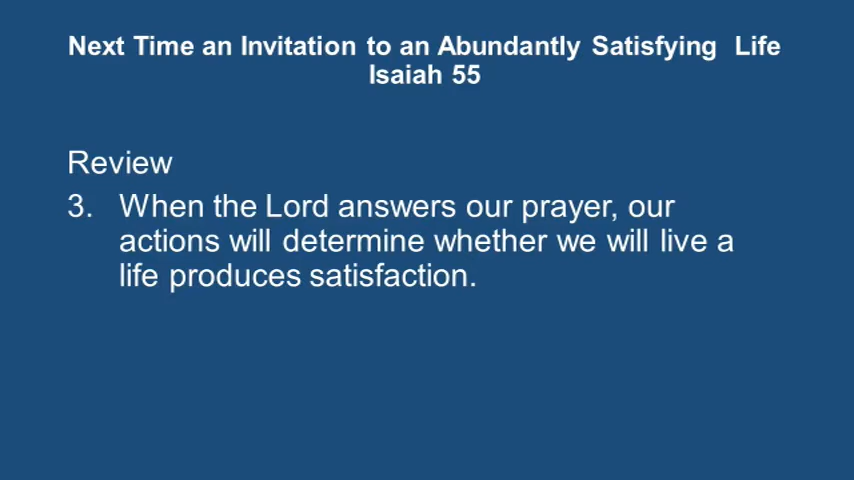 Next Time an Invitation to an Abundantly Satisfying Life
Isaiah 55
Review
3. When the Lord answers our prayer, our
actions will determine whether we will live a
life produces satisfaction.